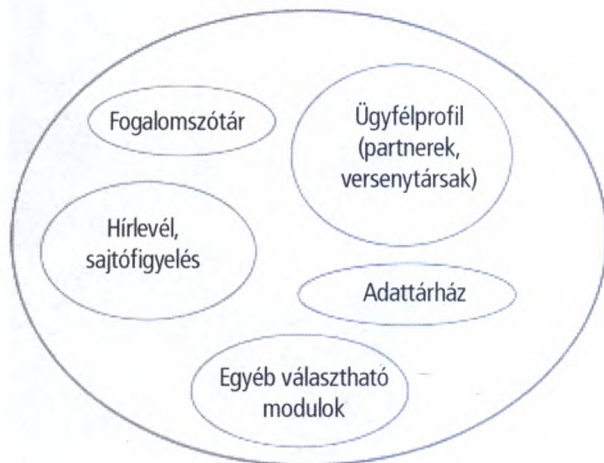 Fogalomszótár
Ügyfélprofil
(partnerek,
versenytársak)
Hírlevél,
sajtófigyelés
Adattárház
Egyéb választható
modulok